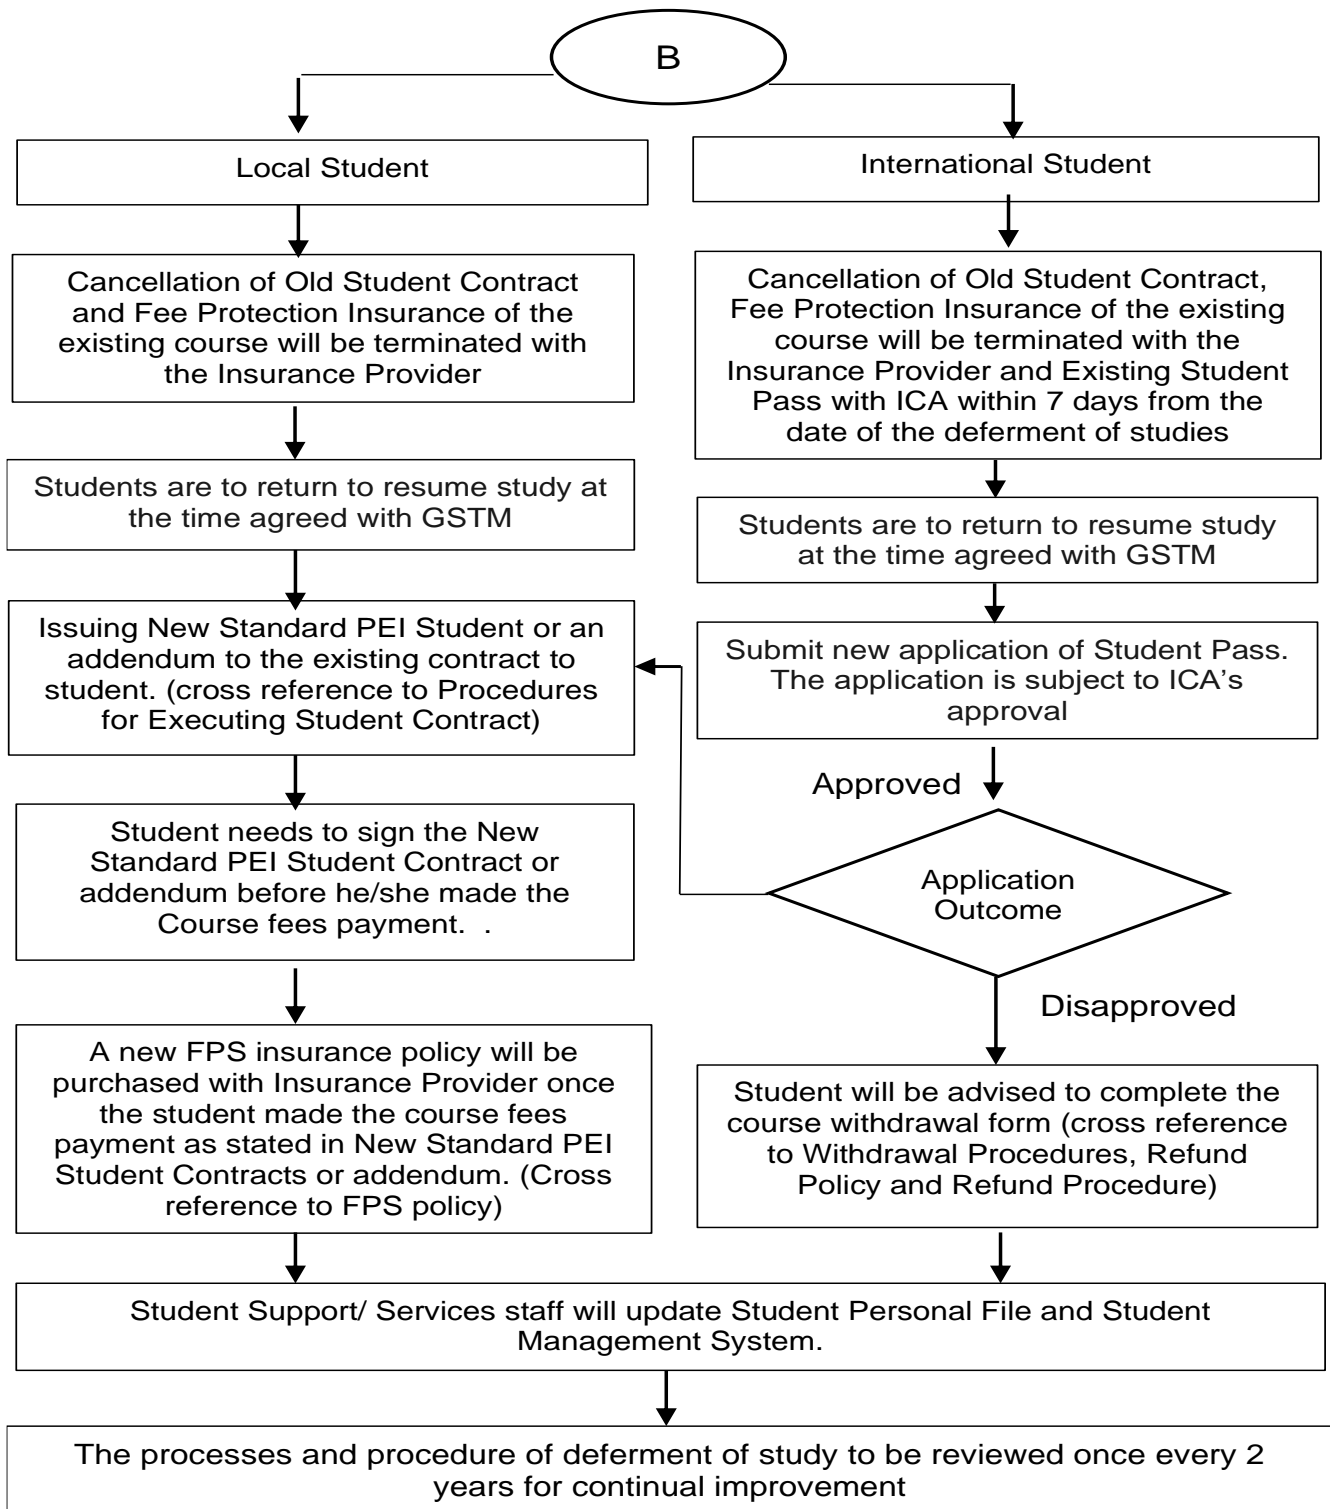 B
Local Student
International Student
Cancellation of Old Student Contract
and Fee Protection Insurance of the
existing course will be terminated with
the Insurance Provider
Cancellation of Old Student Contract,
Fee Protection Insurance of the existing
course will be terminated with the
Insurance Provider and Existing Student
Pass with ICA within 7 days from the
date of the deferment of studies
Students are to return to resume study at
the time agreed with GSTM
Students are to return to resume study
at the time agreed with GSTM
Issuing New Standard PEI Student or an
addendum to the existing contract to
student. (cross reference to Procedures
for Executing Student Contract)
Submit new application of Student Pass.
The application is subject to ICA’s
approval
Approved
Student needs to sign the New
Standard PEI Student Contract or
addendum before he/she made the
Course fees payment. .
Application
Outcome
Disapproved
A new FPS insurance policy will be
purchased with Insurance Provider once
the student made the course fees
payment as stated in New Standard PEI
Student Contracts or addendum. (Cross
reference to FPS policy)
Student will be advised to complete the
course withdrawal form (cross reference
to Withdrawal Procedures, Refund
Policy and Refund Procedure)
Student Support/ Services staff will update Student Personal File and Student
Management System.
The processes and procedure of deferment of study to be reviewed once every 2
years for continual improvement